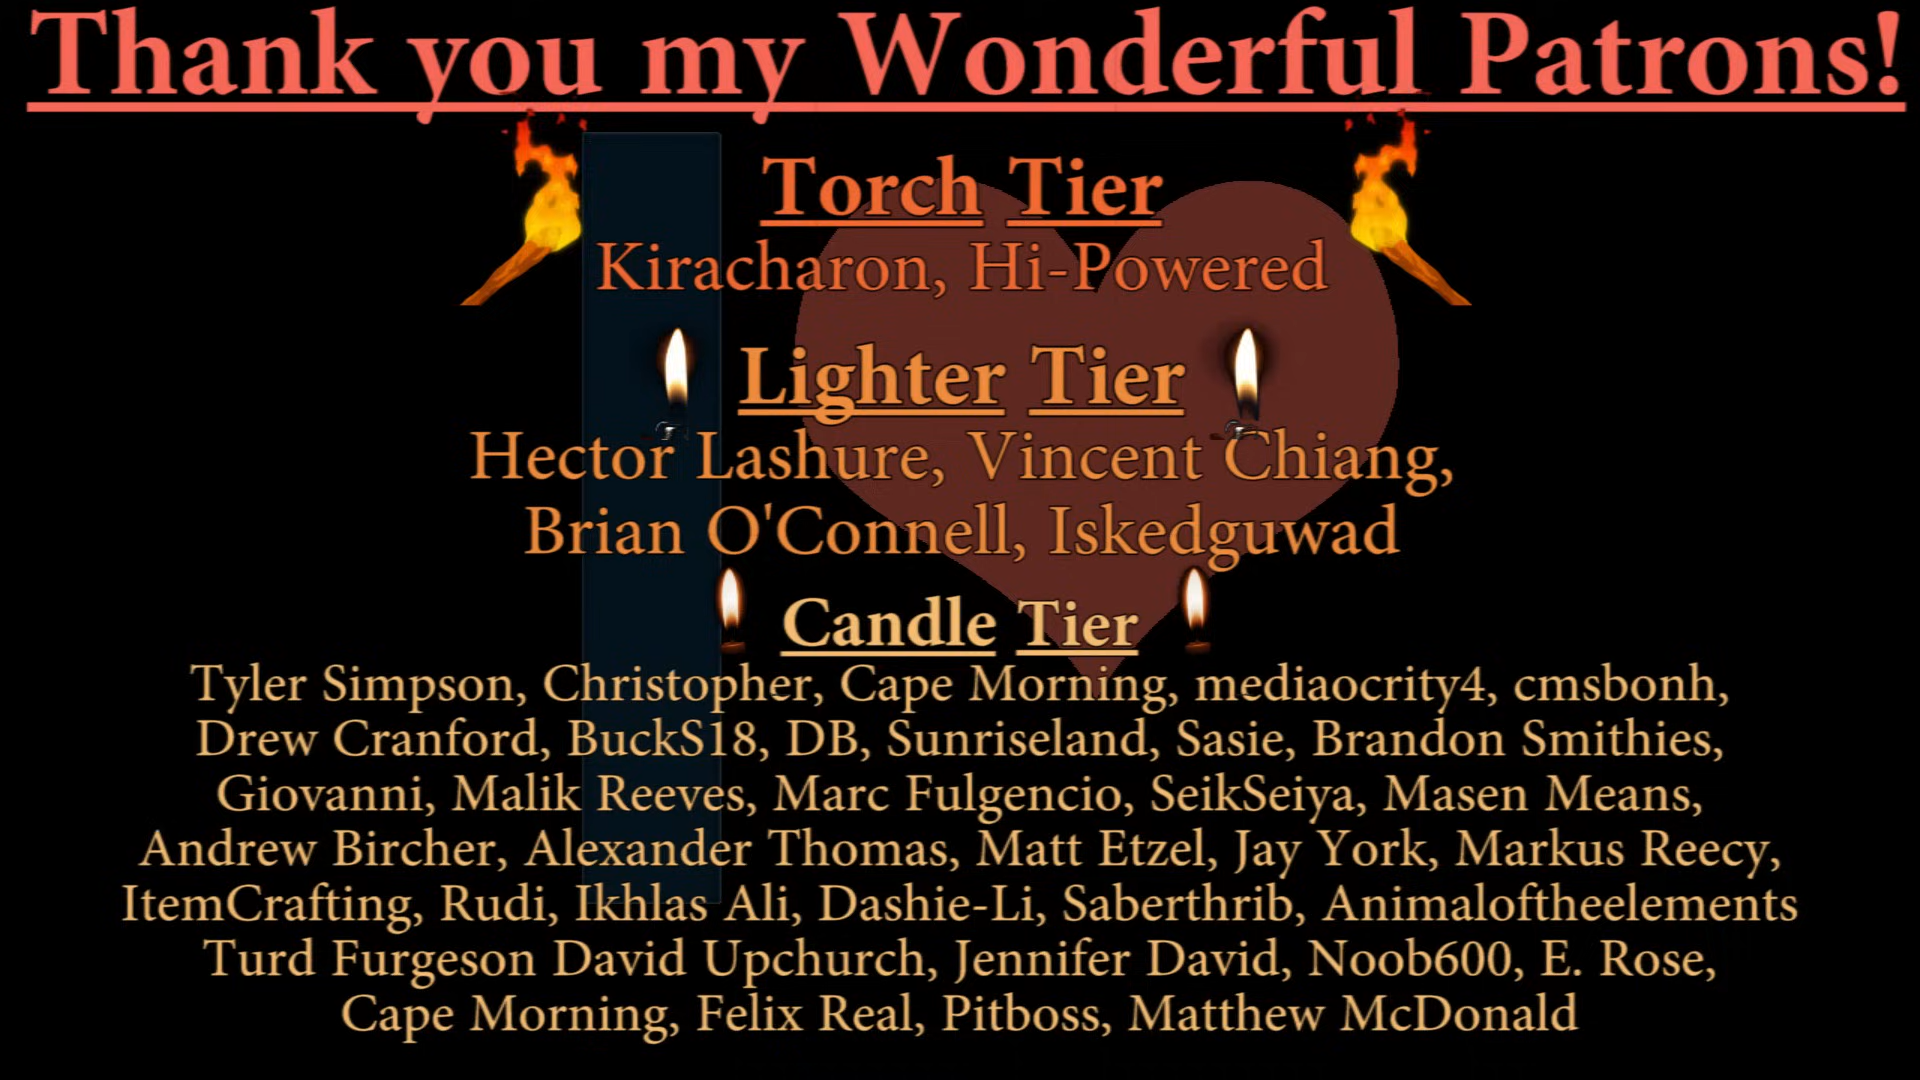 Thank you my Wonderful Patrons!
Torch Tier
Kiracharon, Hi-Powered
Lighter Tier
Hector Lashure, Vincent Chiang,
Brian O'Connell, Iskedguwad
Candle Tier
Tyler Simpson, Christopher, Cape Morning, mediaocrity4, cmsbonh,
Drew Cranford, BuckS18, DB, Sunriseland, Sasie, Brandon Smithies,
Giovanni, Malik Reeves, Marc Fulgencio, SeikSeiya, Masen Means,
Andrew Bircher, Alexander Thomas, Matt Etzel, Jay York, Markus Reecy,
ItemCrafting, Rudi, Ikhlas Ali, Dashie-Li, Saberthrib, Animaloftheelements
Turd Furgeson David Upchurch, Jennifer David, Noob600, E. Rose,
Cape Morning, Felix Real, Pitboss, Matthew McDonald